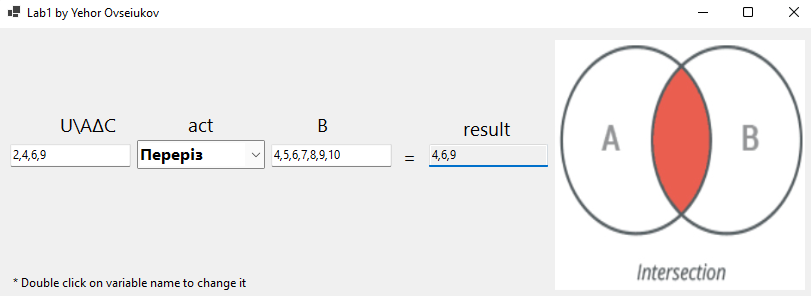 Lab1 by Yehor Ovseiukov
U\AΔC act B result
2,4,6,9 Переріз 4,5,6,7,8,9,10 = 4,6,9
A B
Intersection
* Double click on variable name to change it